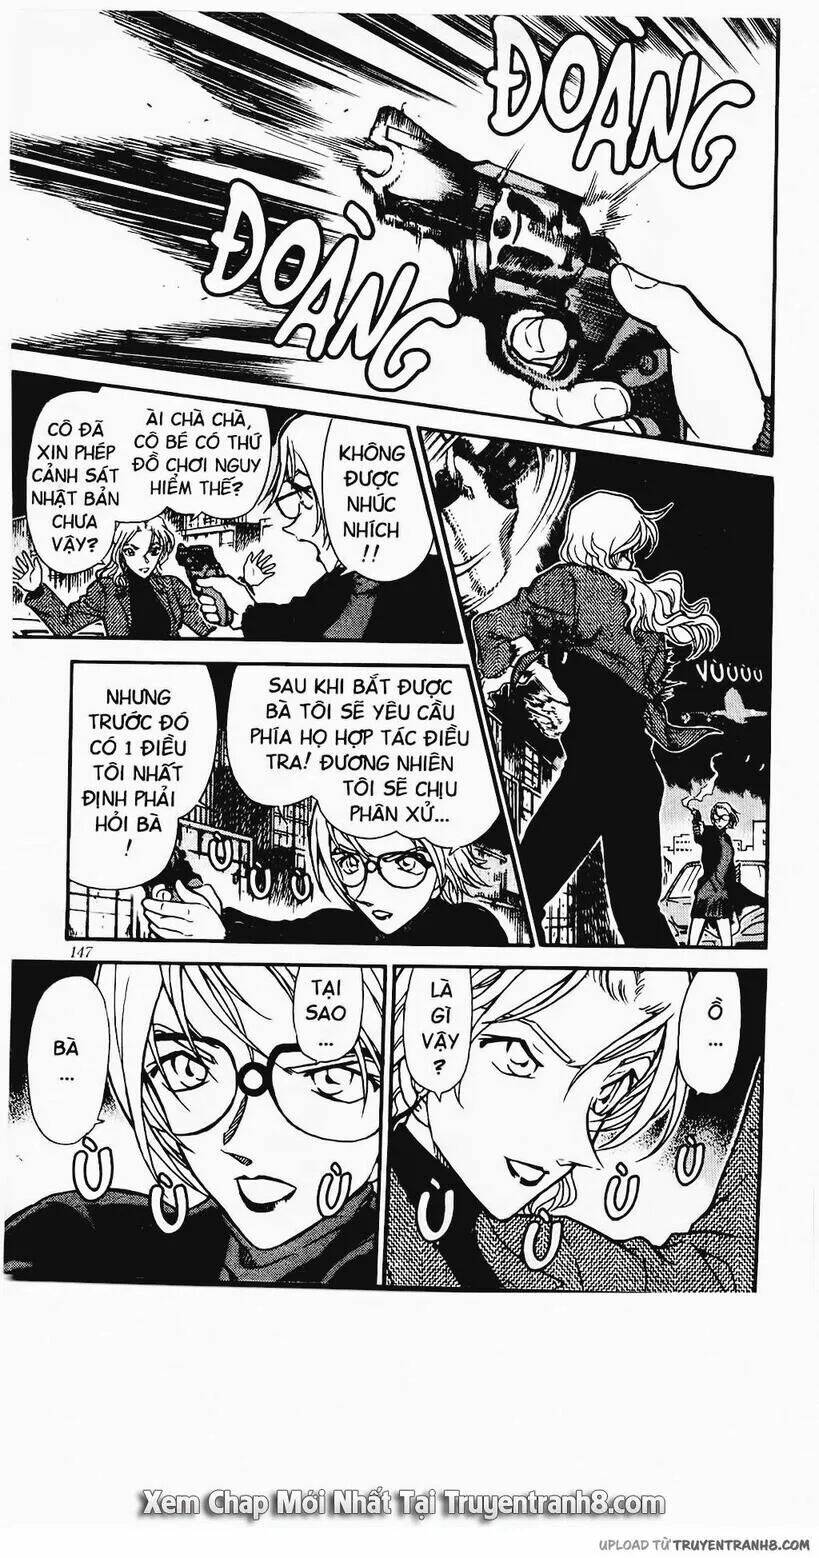 ĐOÀNG
ĐOÀNG
KHÔNG
ĐƯỢC
NHÚC
NHÍCH
!!
ÀI CHÀ CHÀ,
CÔ BÉ CÓ THỨ
ĐỒ CHƠI NGUY
HIỂM THẾ?
CÔ ĐÃ
XIN PHÉP
CẢNH SÁT
NHẬT BẢN
CHƯA
VẬY?
VÙÙÙÙ
SAU KHI BẮT ĐƯỢC
BÀ TÔI SẼ YÊU CẦU
PHÍA HỌ HỢP TÁC ĐIỀU
TRA! ĐƯƠNG NHIÊN
TÔI SẼ CHỊU
PHÂN XỬ...
NHƯNG
TRƯỚC ĐÓ
CÓ 1 ĐIỀU
TÔI NHẤT
ĐỊNH PHẢI
HỎI BÀ
!
Ù Ù Ù Ù
147
Ồ
...
LÀ
GÌ
VẬY?
Ù Ù Ù Ù
TẠI
SAO
...
BÀ
...
Ù Ù Ù Ù
Xem Chap Mới Nhất Tại Truyentranh8.com
UPLOAD TỪ TRUYENTRANH8.COM